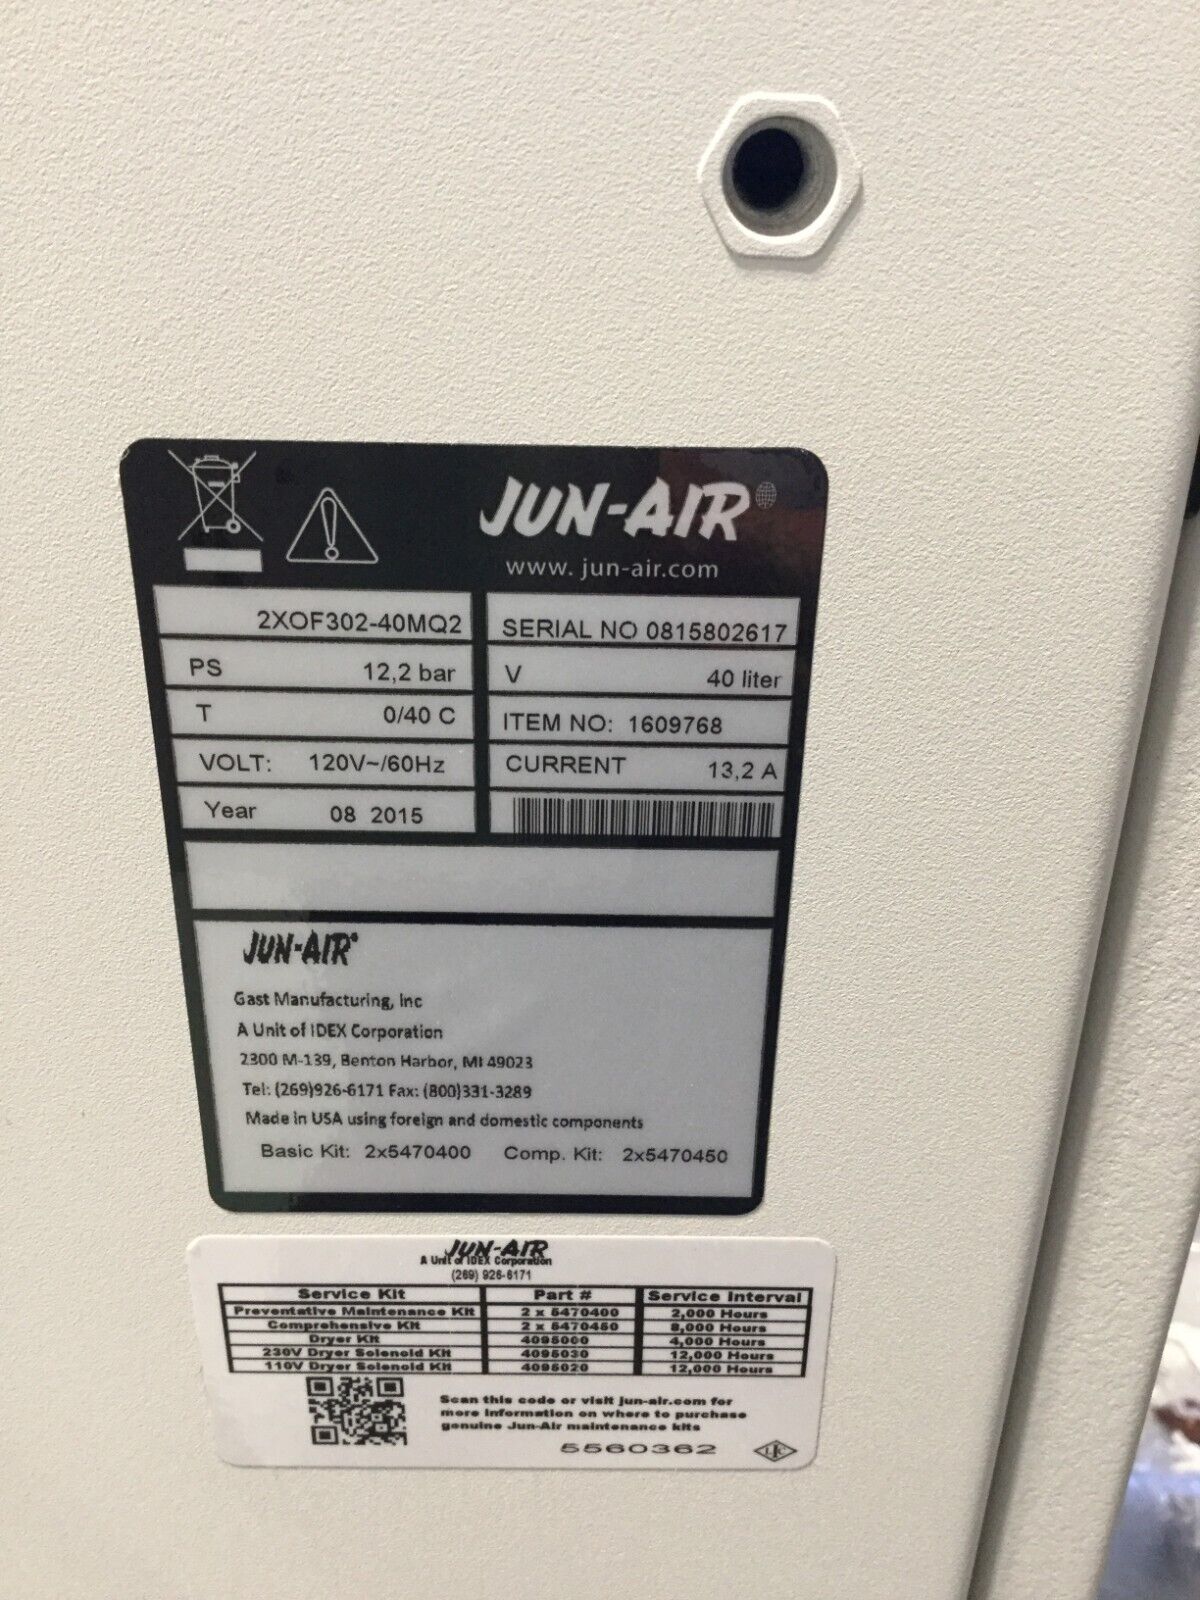 JUN-AIR
www. jun-air.com
2XOF302-40MQ2
SERIAL NO 0815802617
PS 12,2 bar
V 40 liter
T 0/40 C
ITEM NO: 1609768
VOLT: 120V~/60Hz
CURRENT 13,2 A
Year 08 2015
JUN-AIR®
Gast Manufacturing, Inc
A Unit of IDEX Corporation
2300 M-139, Benton Harbor, MI 49023
Tel: (269)926-6171 Fax: (800)331-3289
Made in USA using foreign and domestic components
Basic Kit: 2x5470400 Comp. Kit: 2x5470450
JUN-AIR
A Unit of IDEX Corporation
(269) 926-6171
Service Kit Part # Service Interval
Preventative Maintenance Kit 2 x 5470400 2,000 Hours
Comprehensive Kit 2 x 5470450 8,000 Hours
Dryer Kit 4095000 4,000 Hours
230V Dryer Solenoid Kit 4095030 12,000 Hours
110V Dryer Solenoid Kit 4095020 12,000 Hours
Scan this code or visit jun-air.com for
more information on where to purchase
genuine Jun-Air maintenance kits
5560362